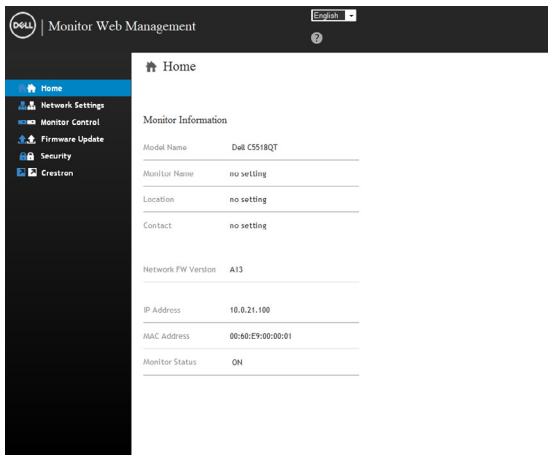 DELL
Monitor Web Management
English
?
Home
Home
Network Settings
Monitor Control
Firmware Update
Security
Crestron
Monitor Information
Model Name Dell C5518QT
Monitor Name no setting
Location no setting
Contact no setting
Network FW Version A13
IP Address 10.0.21.100
MAC Address 00:60:E9:00:00:01
Monitor Status ON